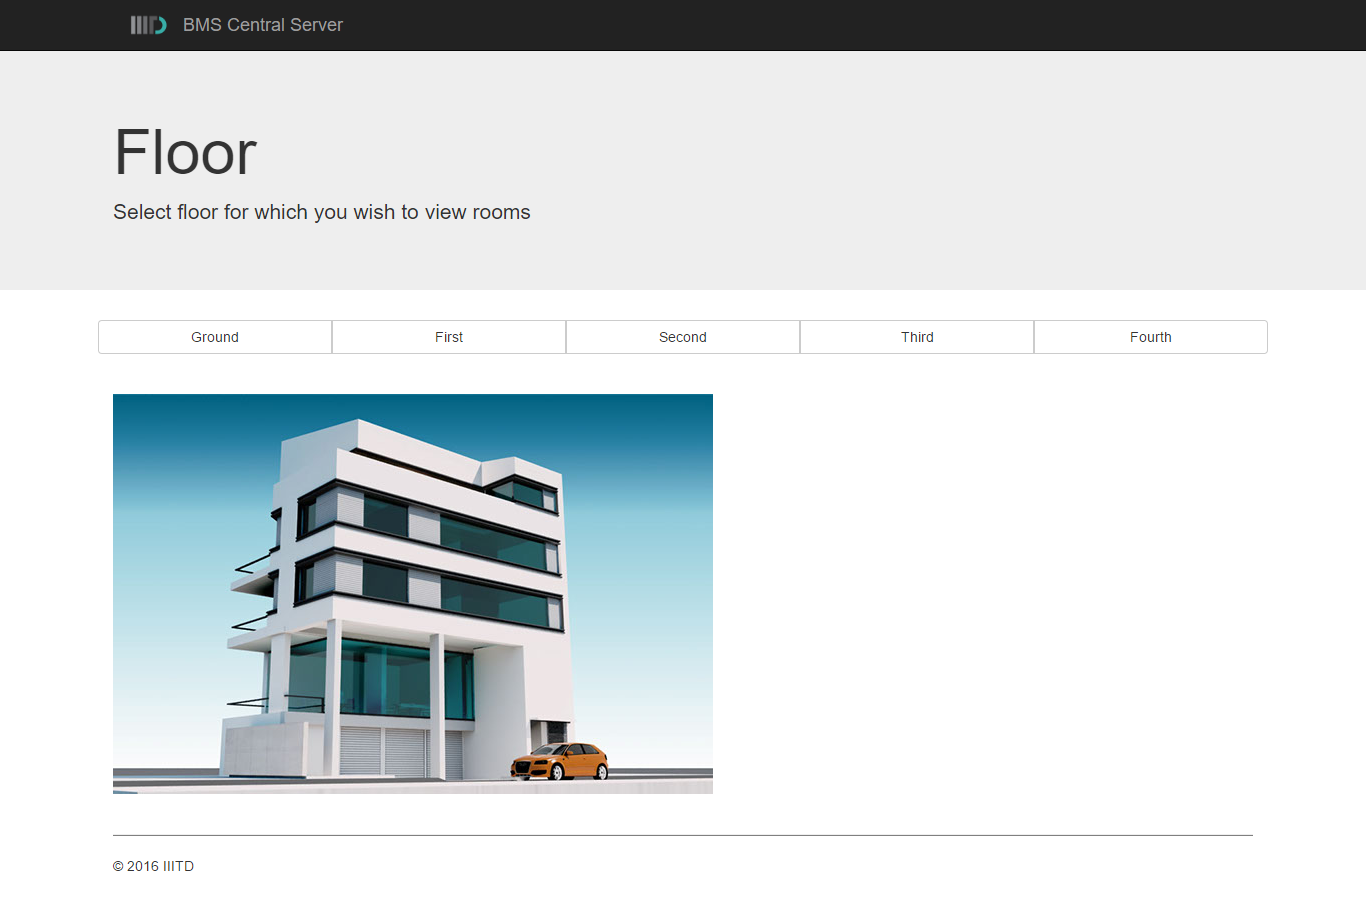 BMS Central Server
Floor
Select floor for which you wish to view rooms
Ground
First
Second
Third
Fourth
© 2016 IIITD